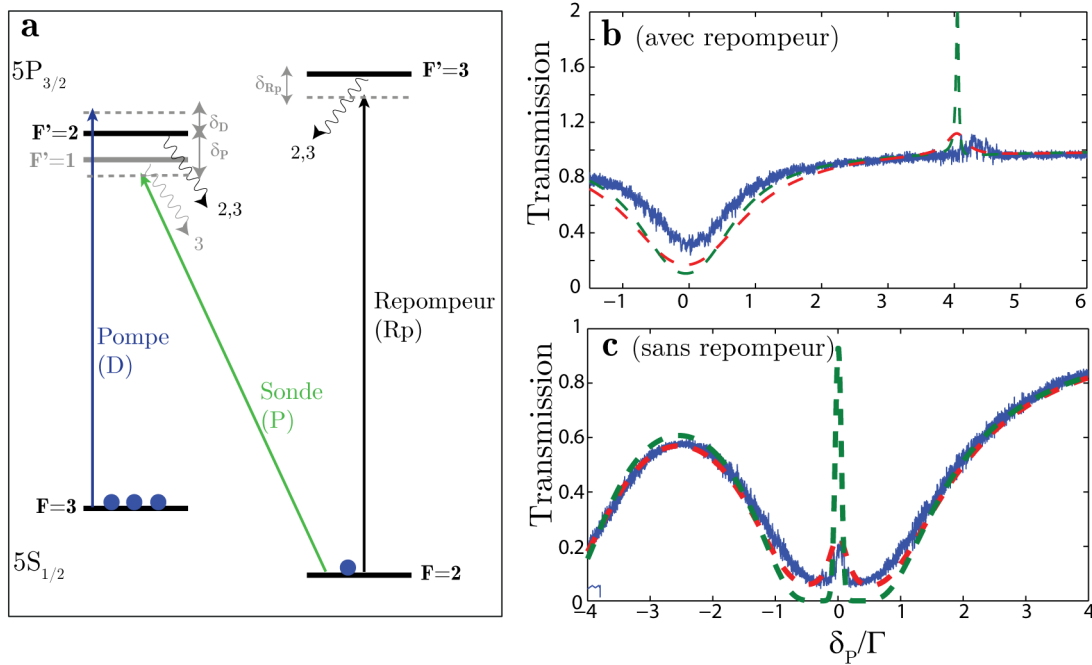 a
5P3/2
F'=3
δRp
δD
F'=2
δP
F'=1
2,3
2,3
3
Pompe
(D)
Sonde
(P)
Repompeur
(Rp)
F=3
5S1/2
F=2
b (avec repompeur)
Transmission
2
1.6
1.2
0.8
0.4
0
−1 0 1 2 3 4 5 6
c (sans repompeur)
Transmission
1
0.8
0.6
0.4
0.2
0
−4 −3 −2 −1 0 1 2 3 4
δP/Γ